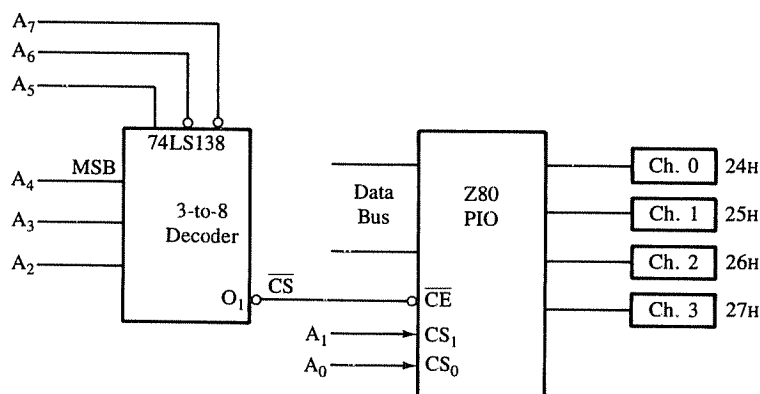 A7
A6
A5
74LS138
MSB
A4
A3
A2
3-to-8
Decoder
O1
CS
Data
Bus
Z80
PIO
CE
A1
CS1
A0
CS0
Ch. 0 24H
Ch. 1 25H
Ch. 2 26H
Ch. 3 27H